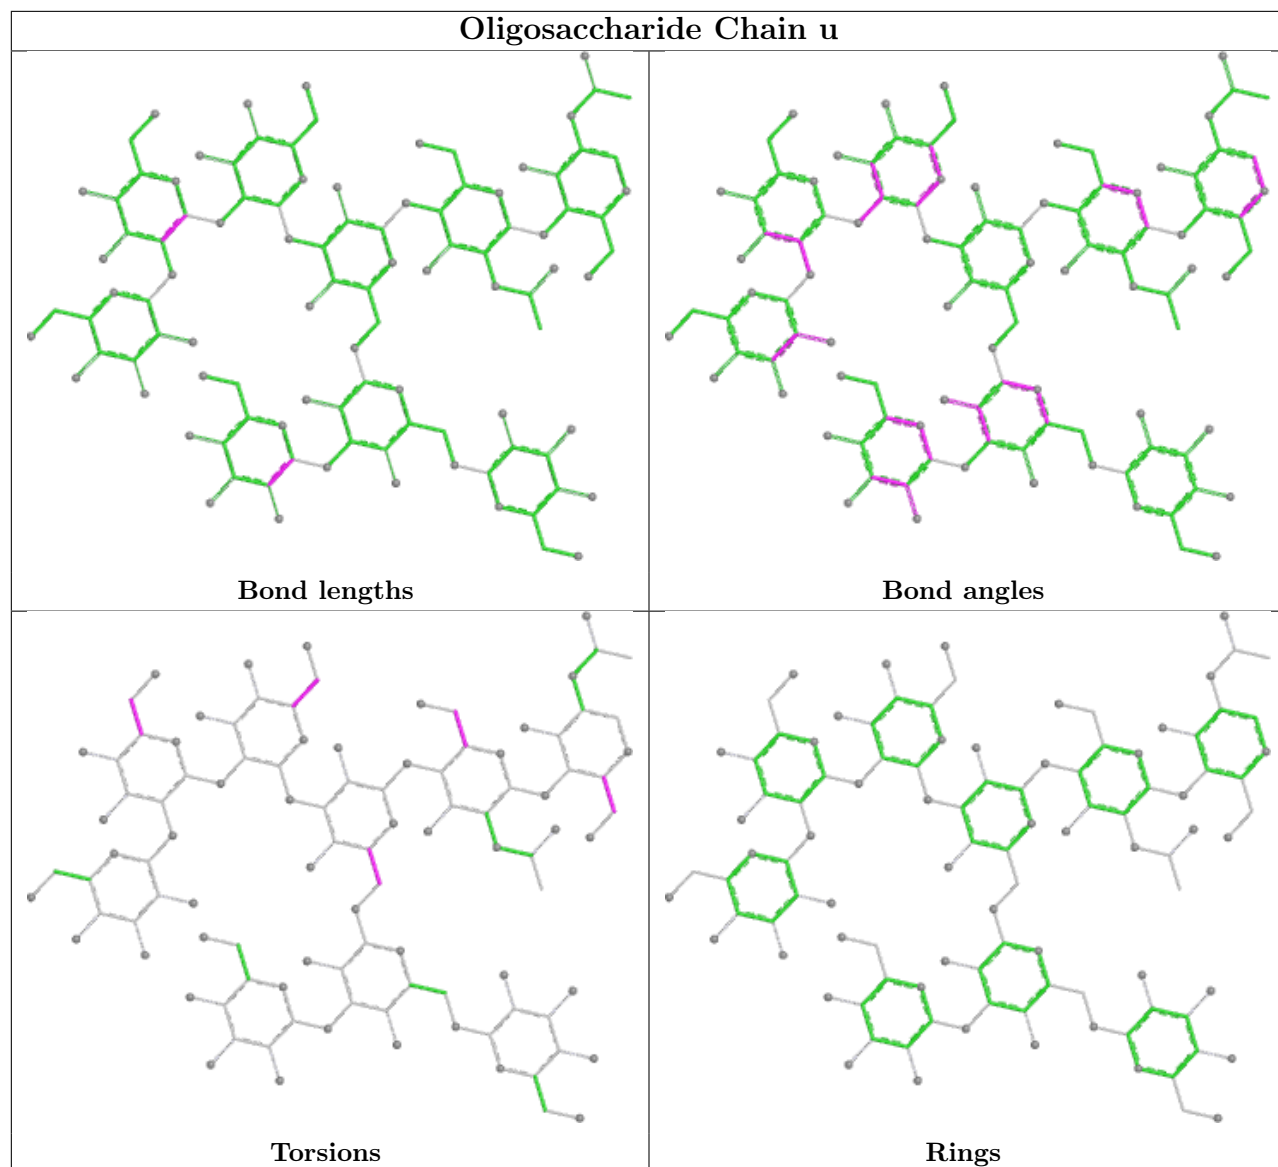 Oligosaccharide Chain u
Bond lengths
Bond angles
Torsions
Rings